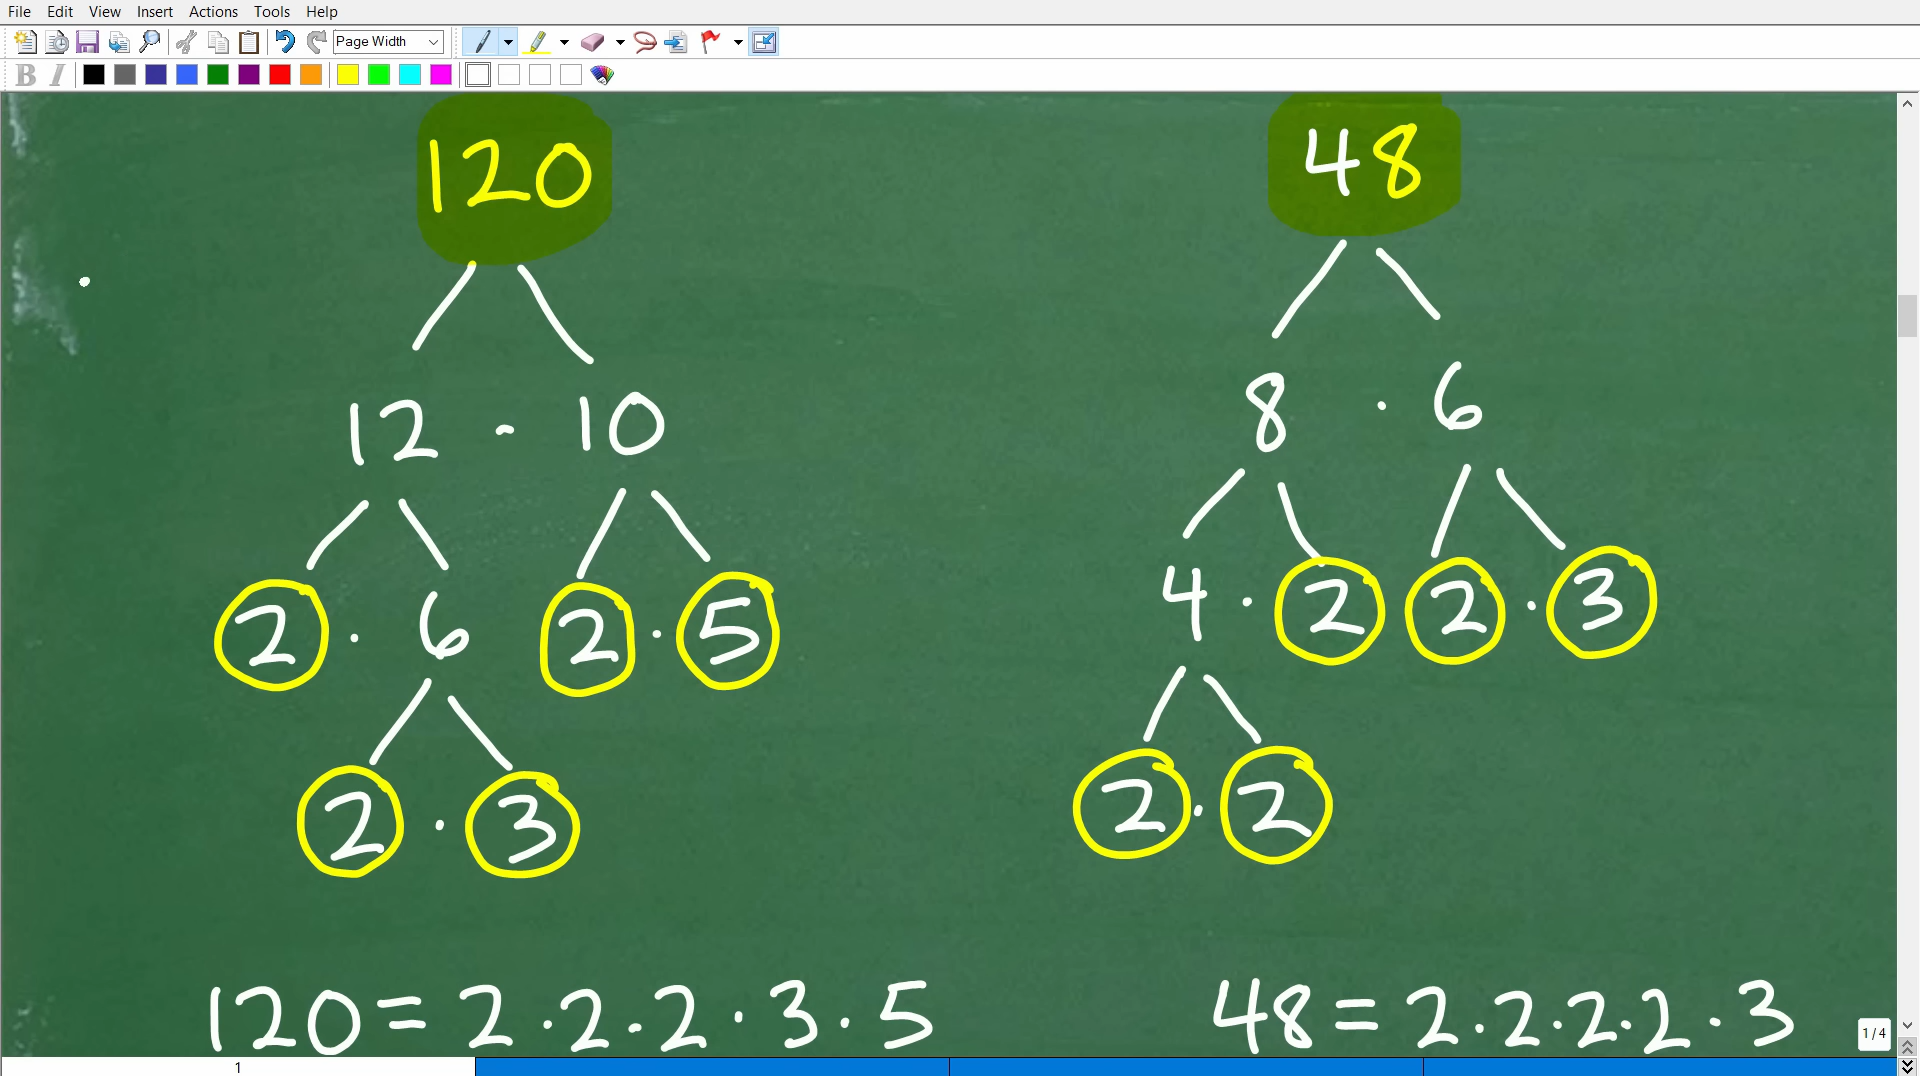 File Edit View Insert Actions Tools Help
Page Width
B I
120 48
12 · 10 8 · 6
2 · 6 2 · 5 4 · 2 2 · 3
2 · 3 2 · 2
120 = 2 · 2 · 2 · 3 · 5 48 = 2 · 2 · 2 · 2 · 3
1 / 4
1